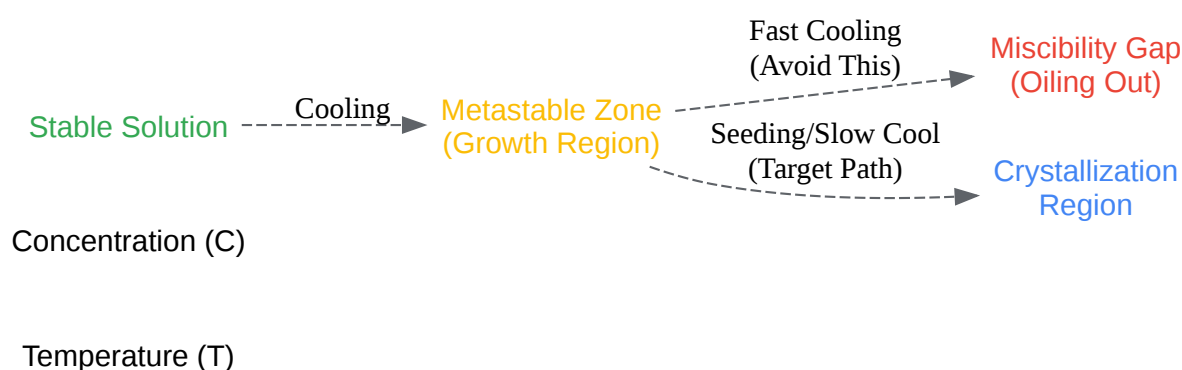 Stable Solution
Cooling
Metastable Zone
(Growth Region)
Fast Cooling
(Avoid This)
Seeding/Slow Cool
(Target Path)
Miscibility Gap
(Oiling Out)
Crystallization
Region
Concentration (C)
Temperature (T)